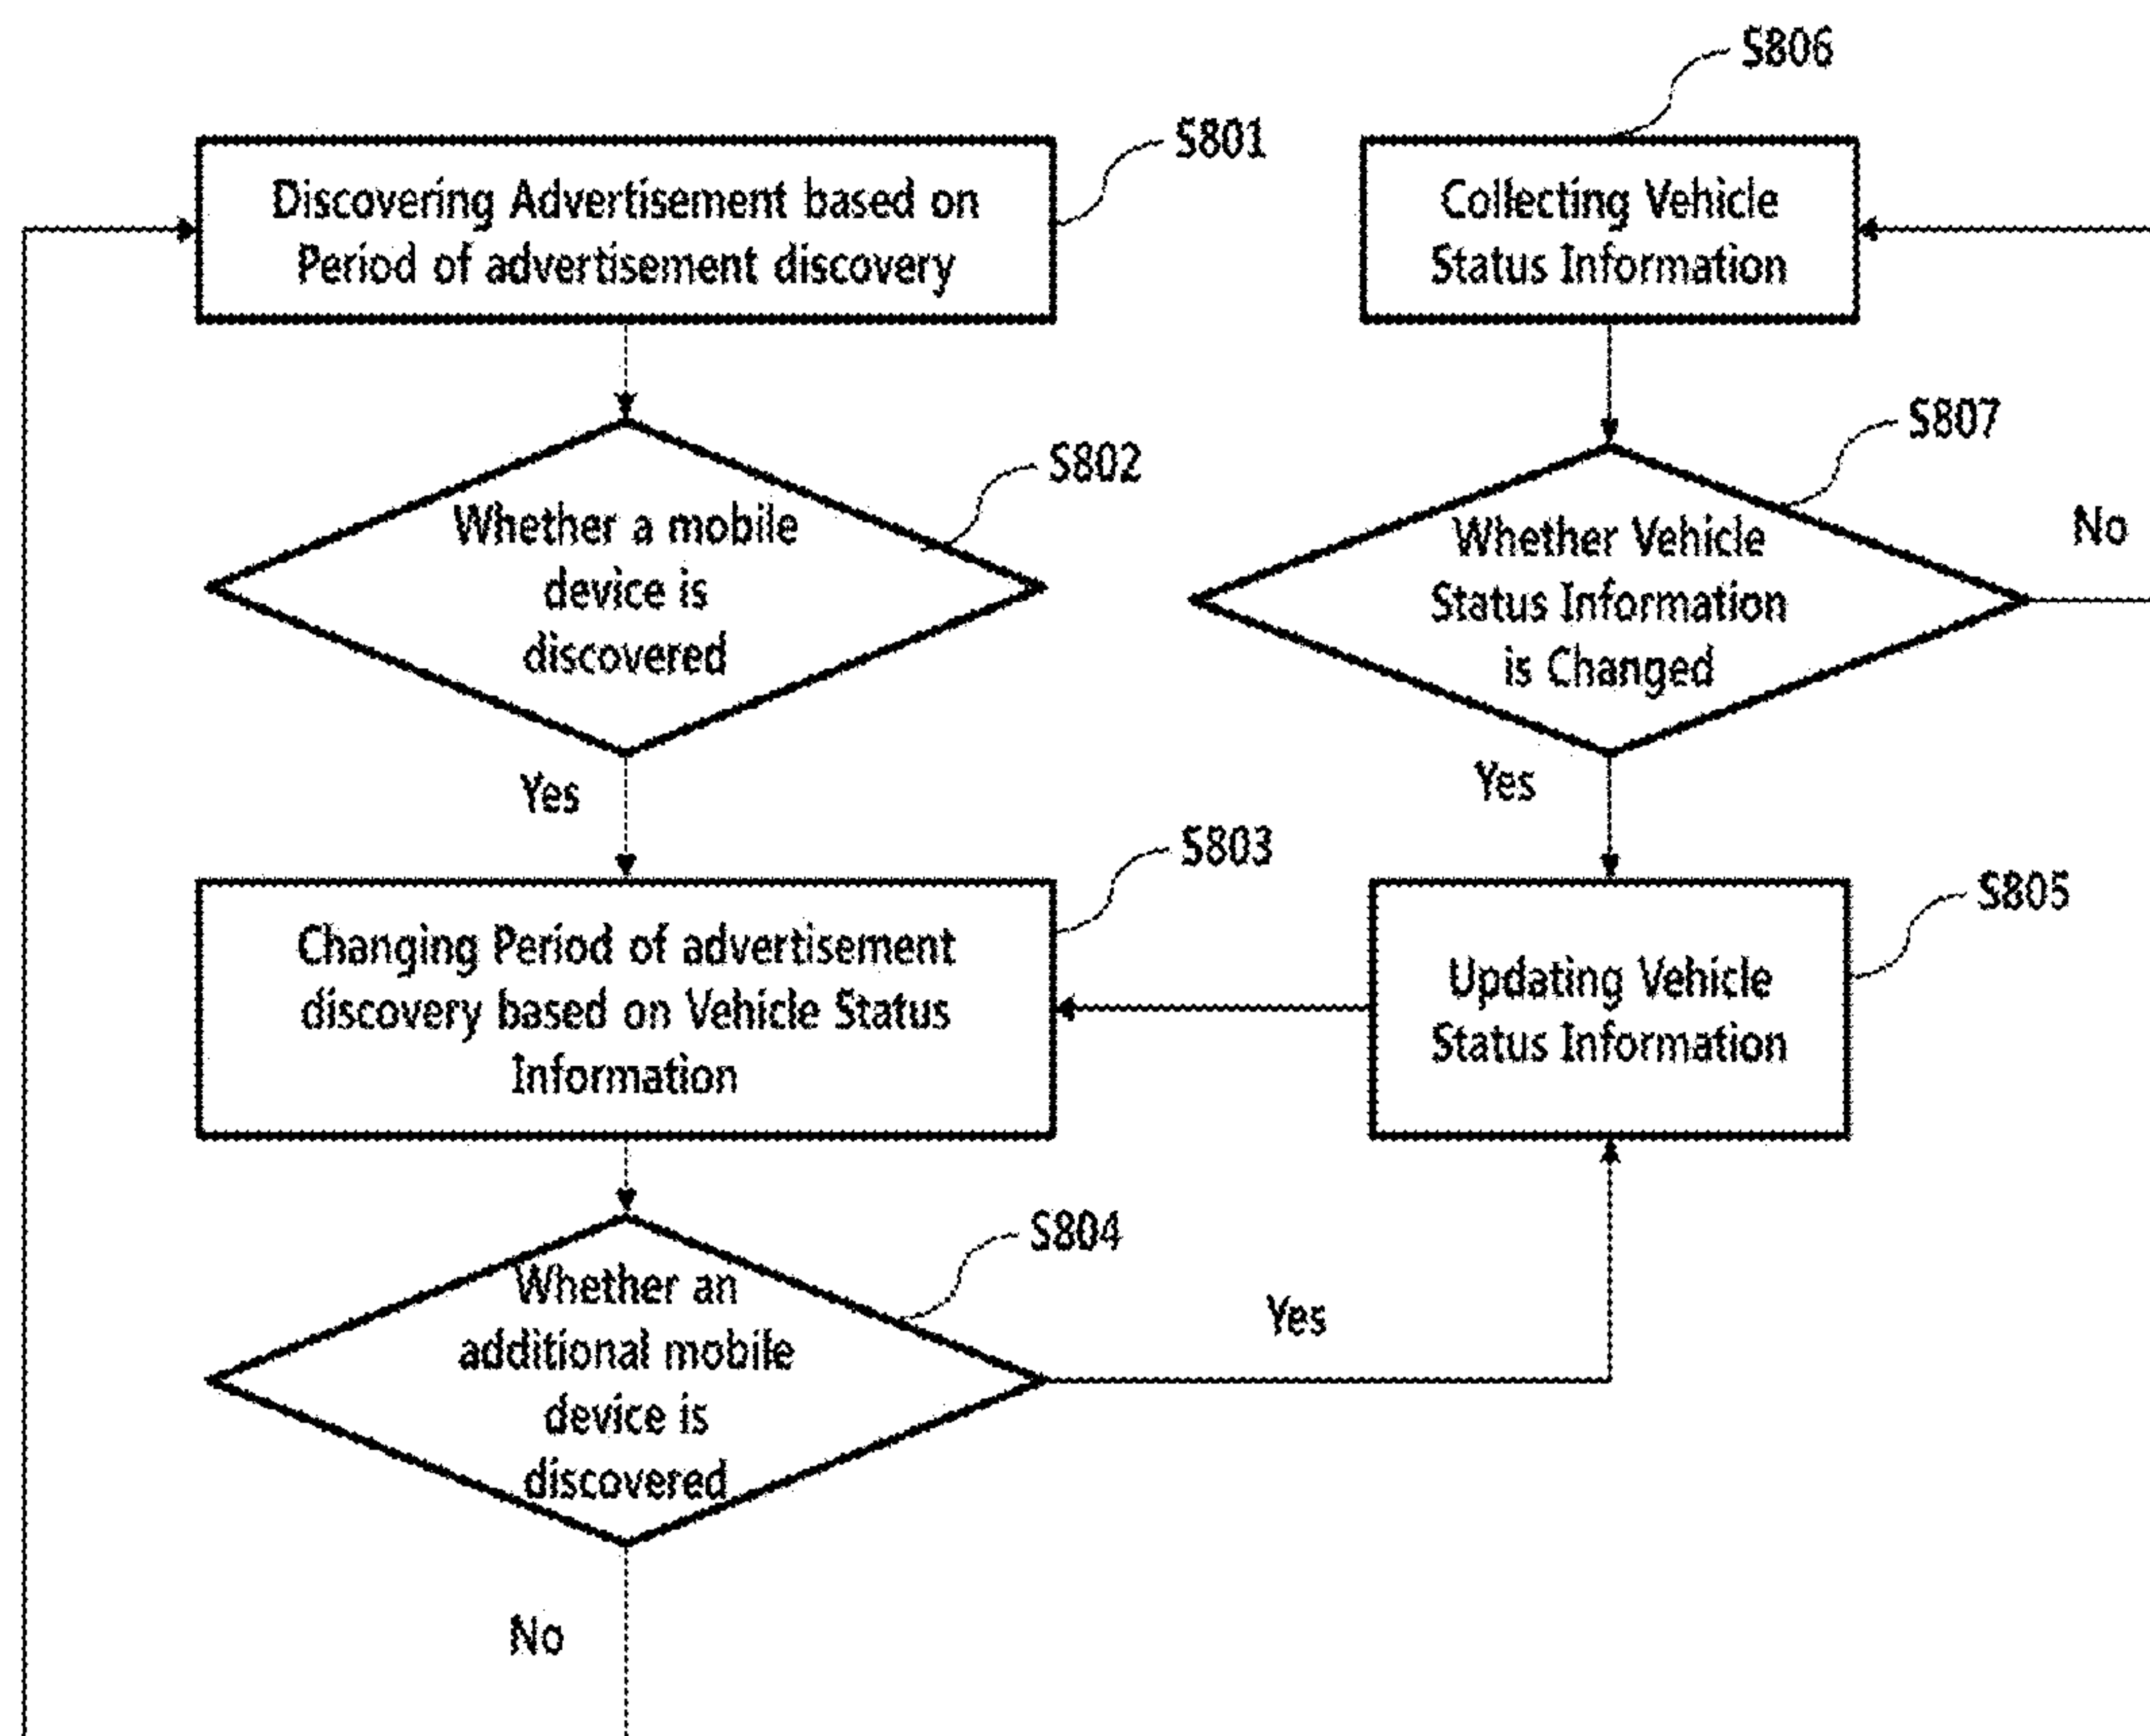 S801
Discovering Advertisement based on
Period of advertisement discovery
S802
Whether a mobile
device is
discovered
Yes
S803
Changing Period of advertisement
discovery based on Vehicle Status
Information
S804
Whether an
additional mobile
device is
discovered
Yes
No
S806
Collecting Vehicle
Status Information
S807
Whether Vehicle
Status Information
is Changed
No
Yes
S805
Updating Vehicle
Status Information